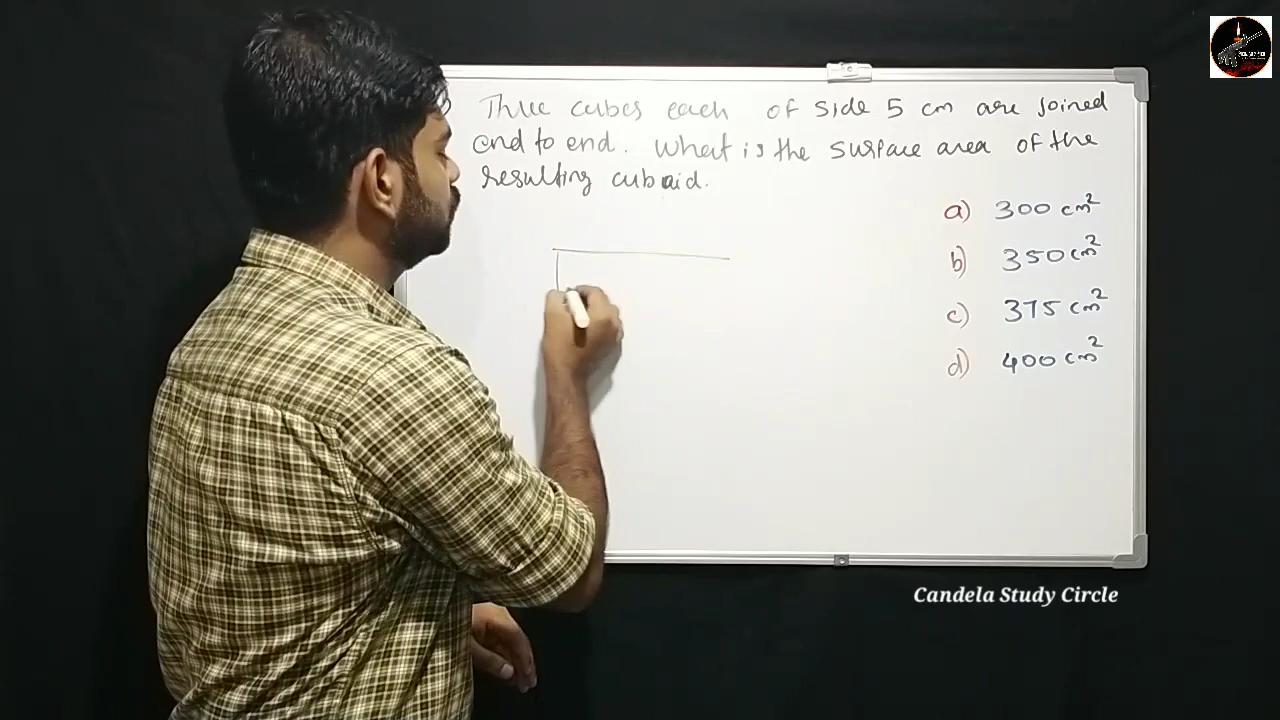 Three cubes each of side 5 cm are joined
end to end. What is the surface area of the
resulting cuboid.
a) 300 cm²
b) 350 cm²
c) 375 cm²
d) 400 cm²
Candela Study Circle